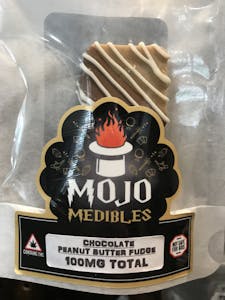 MOJO
MEDIBLES
CHOCOLATE
PEANUT BUTTER FUDGE
100MG TOTAL